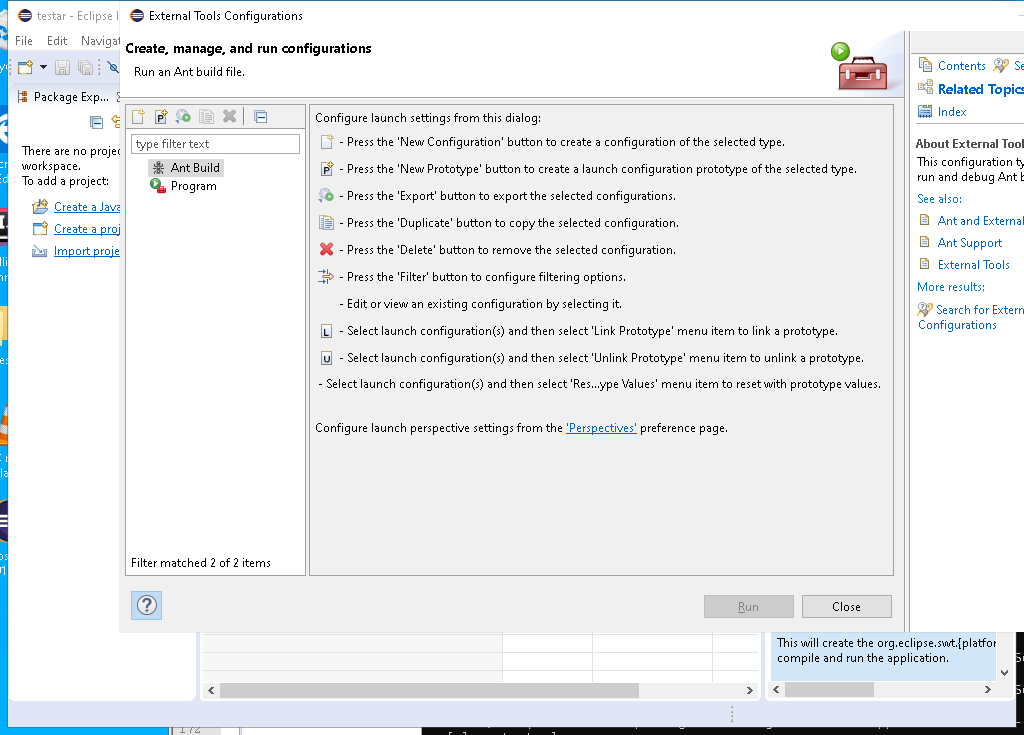 testar - Eclipse I
External Tools Configurations
File Edit Navigat
Create, manage, and run configurations
Run an Ant build file.
Contents Se
Related Topics
Index
Package Exp...
There are no projec
workspace.
To add a project:
Create a Java
Create a proj
Import proje
type filter text
Ant Build
Program
Filter matched 2 of 2 items
Configure launch settings from this dialog:
- Press the 'New Configuration' button to create a configuration of the selected type.
- Press the 'New Prototype' button to create a launch configuration prototype of the selected type.
- Press the 'Export' button to export the selected configurations.
- Press the 'Duplicate' button to copy the selected configuration.
- Press the 'Delete' button to remove the selected configuration.
- Press the 'Filter' button to configure filtering options.
- Edit or view an existing configuration by selecting it.
L - Select launch configuration(s) and then select 'Link Prototype' menu item to link a prototype.
U - Select launch configuration(s) and then select 'Unlink Prototype' menu item to unlink a prototype.
- Select launch configuration(s) and then select 'Res...ype Values' menu item to reset with prototype values.
Configure launch perspective settings from the 'Perspectives' preference page.
About External Tool
This configuration ty
run and debug Ant b
See also:
Ant and External
Ant Support
External Tools
More results:
Search for Extern
Configurations
?
Run
Close
This will create the org.eclipse.swt.{platfor
compile and run the application.
172